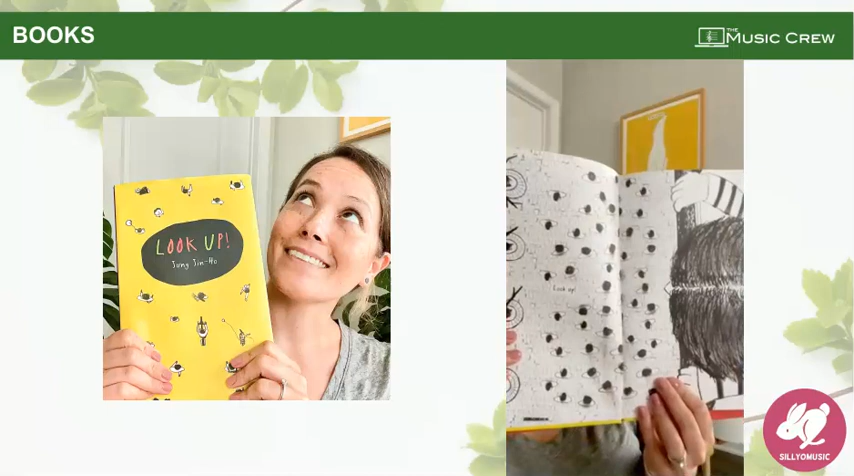 BOOKS
THE
MUSIC CREW
LOOK UP!
Jung Jin-Ho
Look up!
SILLYOMUSIC